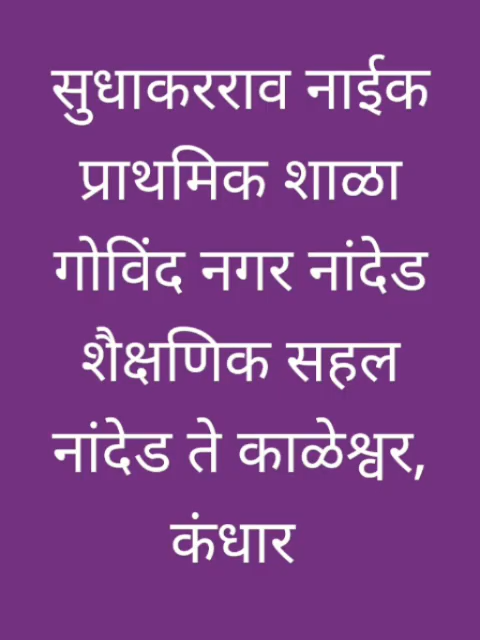 सुधाकरराव नाईक
प्राथमिक शाळा
गोविंद नगर नांदेड
शैक्षणिक सहल
नांदेड ते काळेश्वर,
कंधार